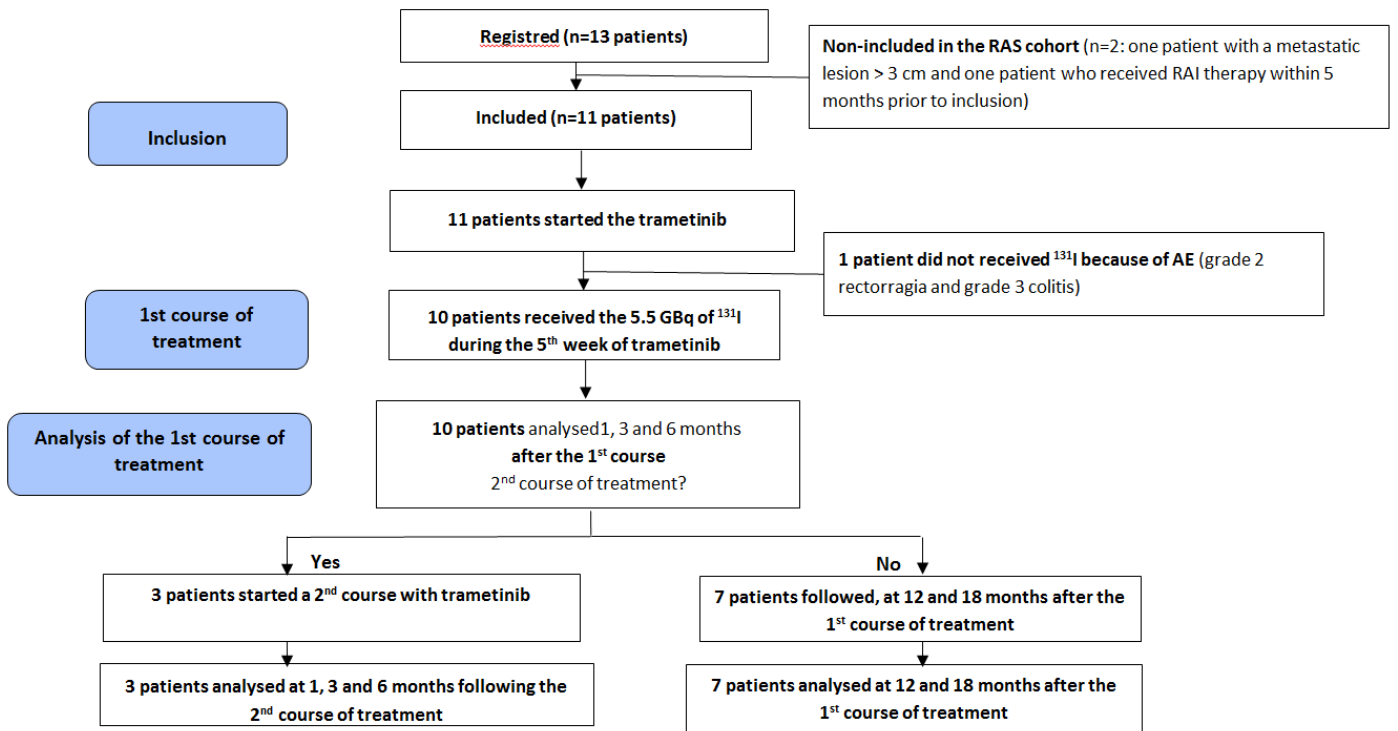 Registred (n=13 patients)
Non-included in the RAS cohort (n=2: one patient with a metastatic
lesion > 3 cm and one patient who received RAI therapy within 5
months prior to inclusion)
Inclusion
Included (n=11 patients)
11 patients started the trametinib
1 patient did not received ¹³¹I because of AE (grade 2
rectorragia and grade 3 colitis)
1st course of
treatment
10 patients received the 5.5 GBq of ¹³¹I
during the 5ᵗʰ week of trametinib
Analysis of the 1st course of
treatment
10 patients analysed1, 3 and 6 months
after the 1ˢᵗ course
2ⁿᵈ course of treatment?
Yes
No
3 patients started a 2ⁿᵈ course with trametinib
7 patients followed, at 12 and 18 months after the
1ˢᵗ course of treatment
3 patients analysed at 1, 3 and 6 months following the
2ⁿᵈ course of treatment
7 patients analysed at 12 and 18 months after the
1ˢᵗ course of treatment